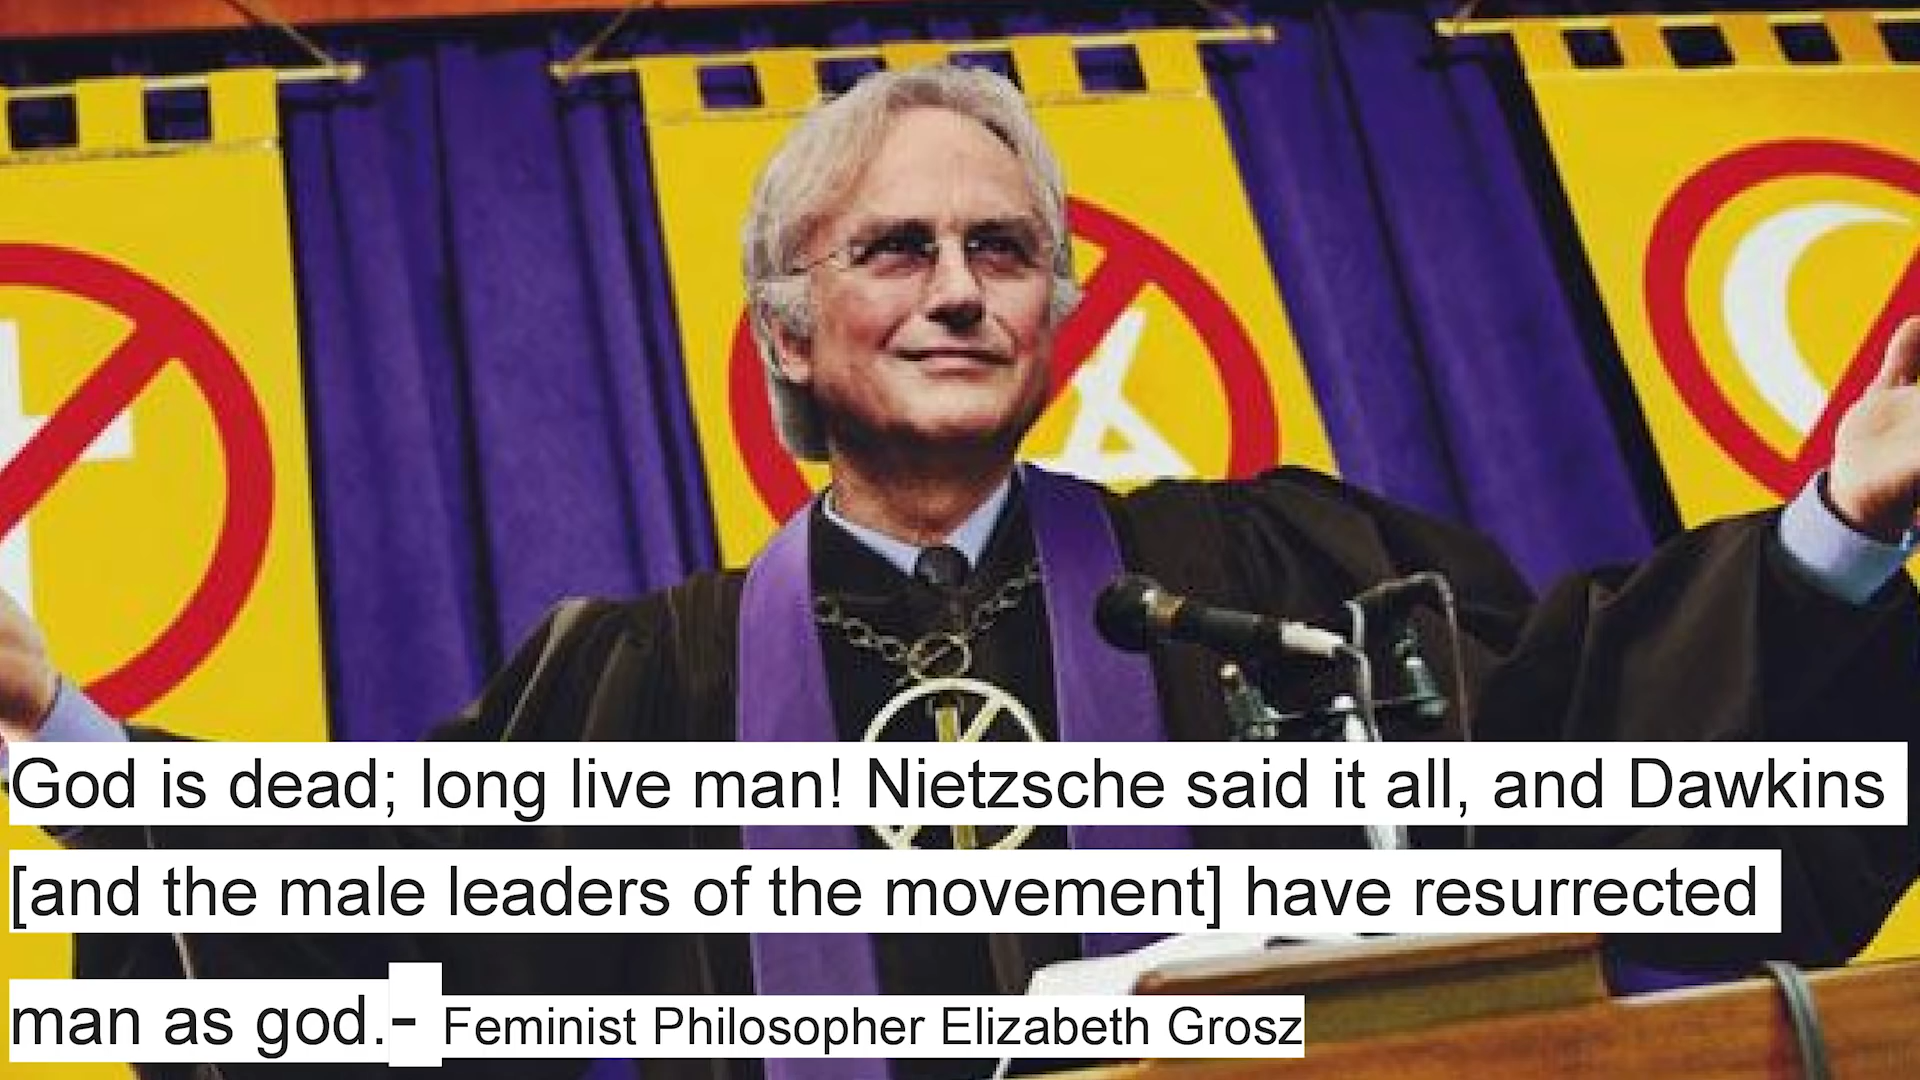 God is dead; long live man! Nietzsche said it all, and Dawkins
[and the male leaders of the movement] have resurrected
man as god.- Feminist Philosopher Elizabeth Grosz